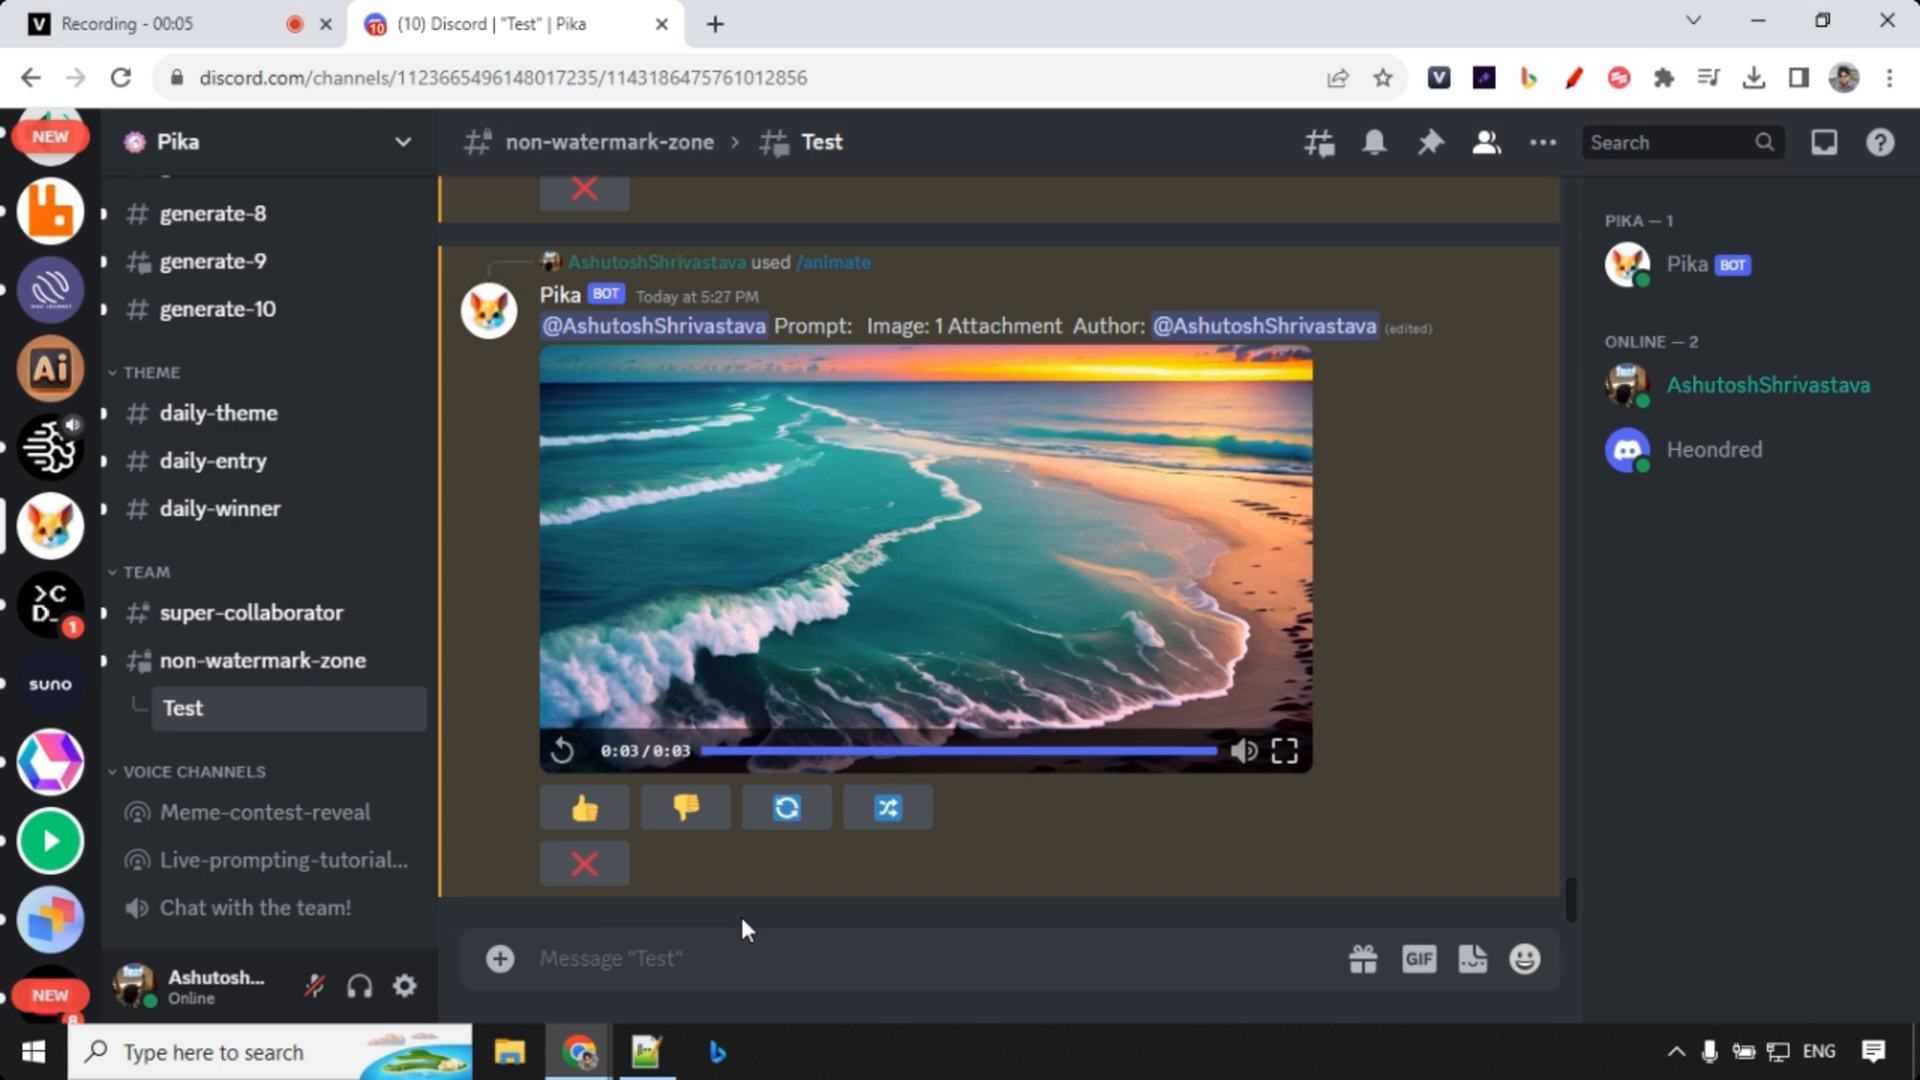 Recording - 00:05
(10) Discord | "Test" | Pika
discord.com/channels/1123665496148017235/1143186475761012856
NEW
Pika
non-watermark-zone > Test
Search
generate-8
generate-9
generate-10
THEME
daily-theme
daily-entry
daily-winner
TEAM
super-collaborator
non-watermark-zone
Test
VOICE CHANNELS
Meme-contest-reveal
Live-prompting-tutorial...
Chat with the team!
Ai
>C
D_
1
suno
NEW
8
Ashutosh...
Online
AshutoshShrivastava used /animate
Pika BOT Today at 5:27 PM
@AshutoshShrivastava Prompt: Image: 1 Attachment Author: @AshutoshShrivastava (edited)
0:03/0:03
Message "Test"
GIF
PIKA — 1
Pika BOT
ONLINE — 2
AshutoshShrivastava
Heondred
Type here to search
ENG